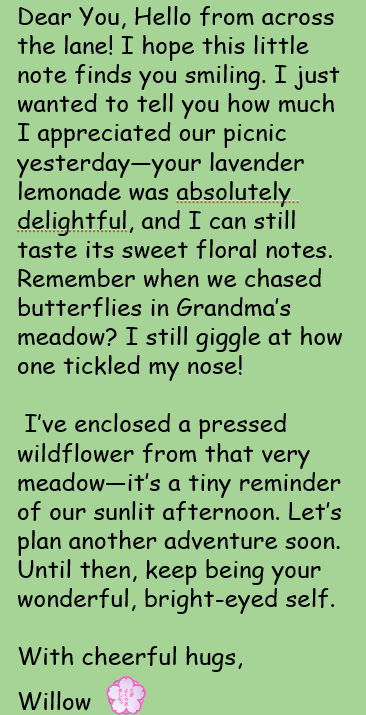 Dear You, Hello from across
the lane! I hope this little
note finds you smiling. I just
wanted to tell you how much
I appreciated our picnic
yesterday—your lavender
lemonade was absolutely
delightful, and I can still
taste its sweet floral notes.
Remember when we chased
butterflies in Grandma’s
meadow? I still giggle at how
one tickled my nose!
I’ve enclosed a pressed
wildflower from that very
meadow—it’s a tiny reminder
of our sunlit afternoon. Let’s
plan another adventure soon.
Until then, keep being your
wonderful, bright-eyed self.
With cheerful hugs,
Willow